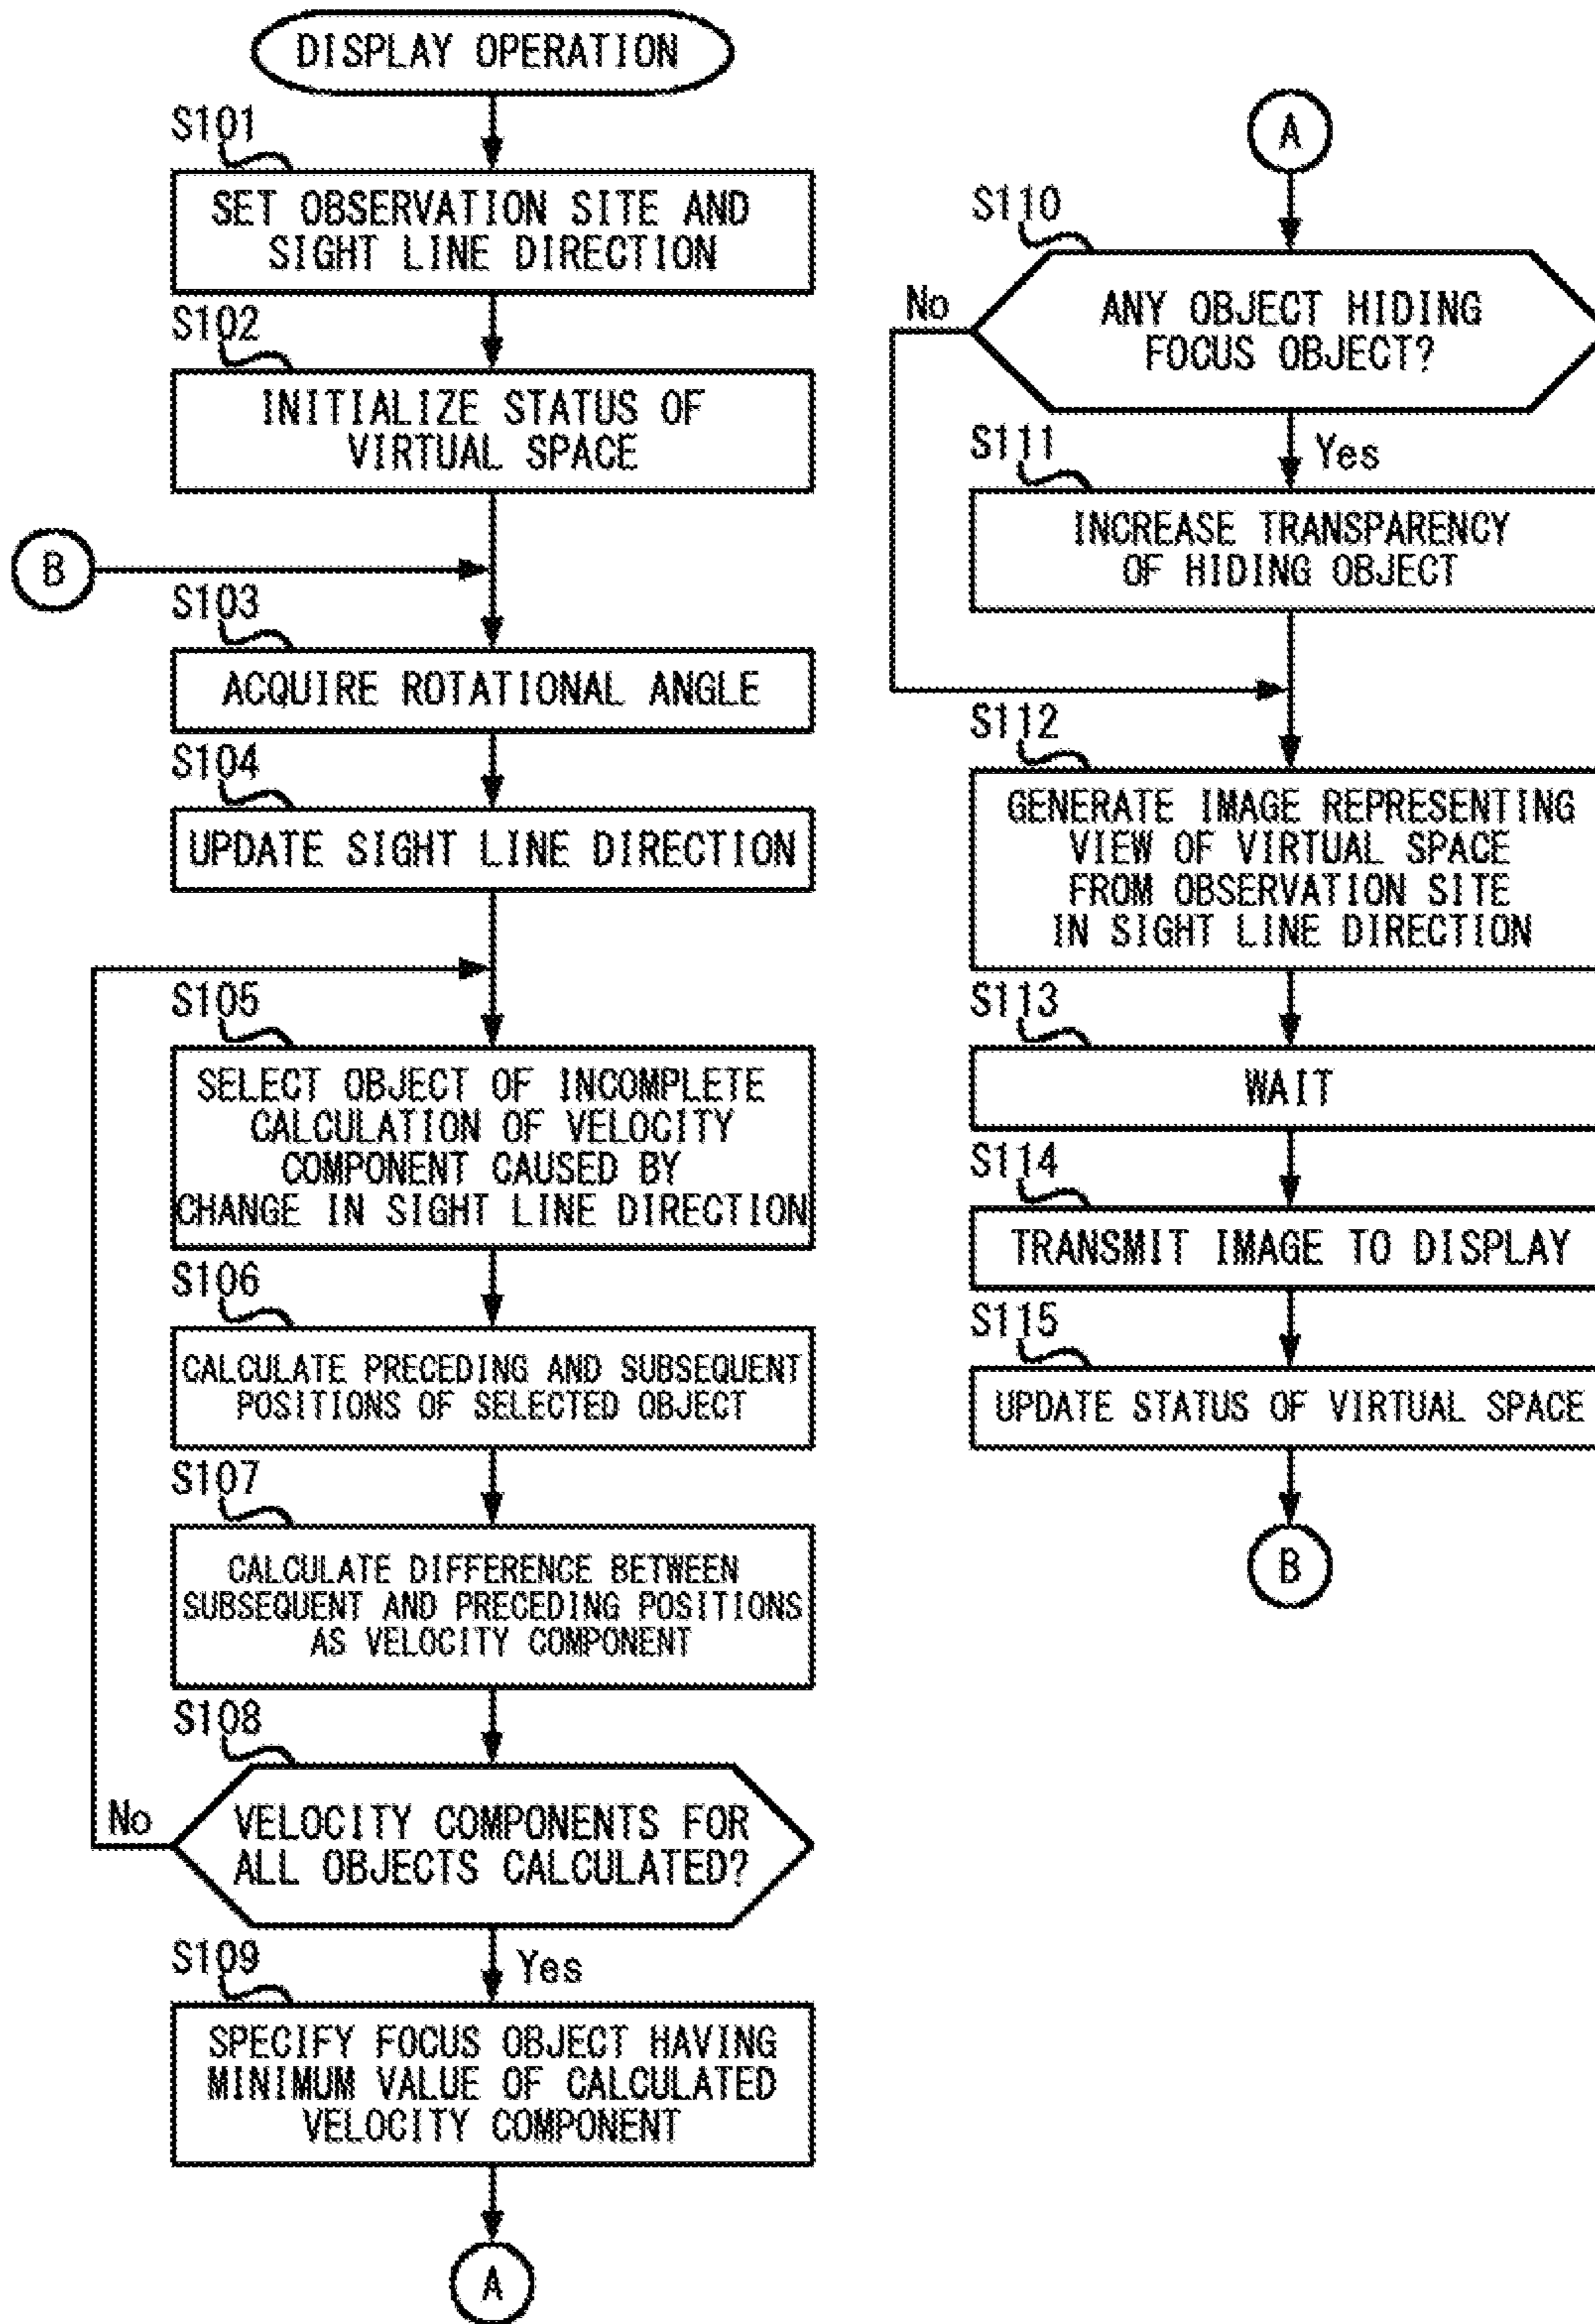 DISPLAY OPERATION
S101
SET OBSERVATION SITE AND
SIGHT LINE DIRECTION
S102
INITIALIZE STATUS OF
VIRTUAL SPACE
B
S103
ACQUIRE ROTATIONAL ANGLE
S104
UPDATE SIGHT LINE DIRECTION
S105
SELECT OBJECT OF INCOMPLETE
CALCULATION OF VELOCITY
COMPONENT CAUSED BY
CHANGE IN SIGHT LINE DIRECTION
S106
CALCULATE PRECEDING AND SUBSEQUENT
POSITIONS OF SELECTED OBJECT
S107
CALCULATE DIFFERENCE BETWEEN
SUBSEQUENT AND PRECEDING POSITIONS
AS VELOCITY COMPONENT
S108
No
VELOCITY COMPONENTS FOR
ALL OBJECTS CALCULATED?
S109
Yes
SPECIFY FOCUS OBJECT HAVING
MINIMUM VALUE OF CALCULATED
VELOCITY COMPONENT
A
A
S110
No
ANY OBJECT HIDING
FOCUS OBJECT?
S111
Yes
INCREASE TRANSPARENCY
OF HIDING OBJECT
S112
GENERATE IMAGE REPRESENTING
VIEW OF VIRTUAL SPACE
FROM OBSERVATION SITE
IN SIGHT LINE DIRECTION
S113
WAIT
S114
TRANSMIT IMAGE TO DISPLAY
S115
UPDATE STATUS OF VIRTUAL SPACE
B